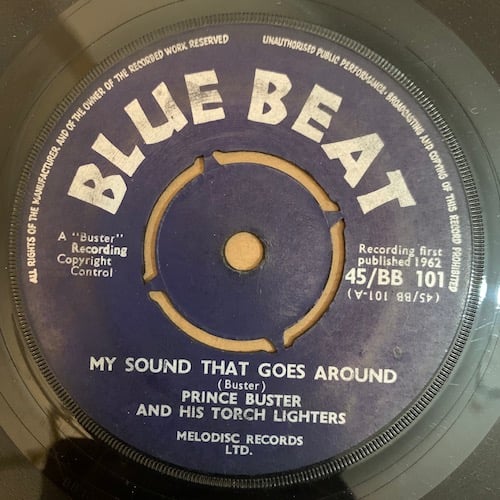 ALL RIGHTS OF THE MANUFACTURER AND OF THE OWNER OF THE RECORDED WORK RESERVED
UNAUTHORISED PUBLIC PERFORMANCE, BROADCASTING AND COPYING OF THIS RECORD PROHIBITED
BLUE BEAT
A "Buster"
Recording
Copyright
Control
Recording first
published 1962
45/BB 101
(45/BB 101-A)
MY SOUND THAT GOES AROUND
(Buster)
PRINCE BUSTER
AND HIS TORCH LIGHTERS
MELODISC RECORDS
LTD.